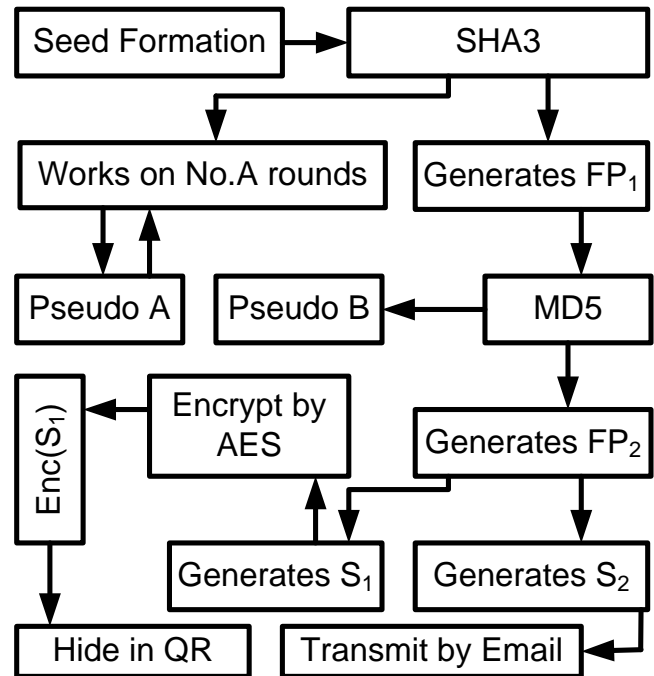 Seed Formation
SHA3
Works on No.A rounds
Generates FP₁
Pseudo A
Pseudo B
MD5
Enc(S₁)
Encrypt by
AES
Generates FP₂
Generates S₁
Generates S₂
Hide in QR
Transmit by Email